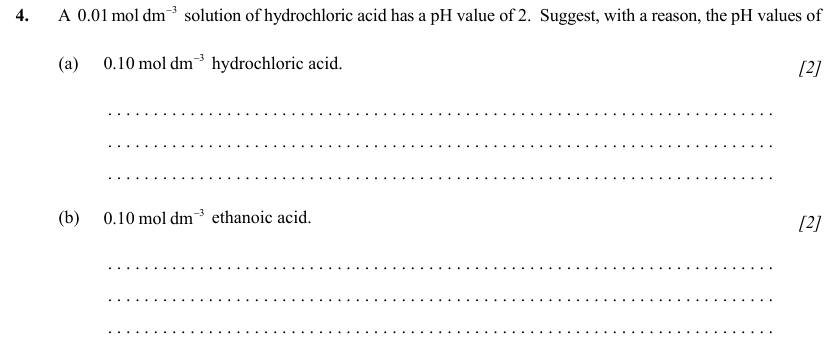 4. A 0.01 mol dm⁻³ solution of hydrochloric acid has a pH value of 2. Suggest, with a reason, the pH values of
(a) 0.10 mol dm⁻³ hydrochloric acid. [2]
. . . . . . . . . . . . . . . . . . . . . . . . . . . . . . . . . . . . . . . . . . . . . . . . . . . . . . . . . . . . . . . . . . . . . . . . . .
. . . . . . . . . . . . . . . . . . . . . . . . . . . . . . . . . . . . . . . . . . . . . . . . . . . . . . . . . . . . . . . . . . . . . . . . . .
. . . . . . . . . . . . . . . . . . . . . . . . . . . . . . . . . . . . . . . . . . . . . . . . . . . . . . . . . . . . . . . . . . . . . . . . . .
(b) 0.10 mol dm⁻³ ethanoic acid. [2]
. . . . . . . . . . . . . . . . . . . . . . . . . . . . . . . . . . . . . . . . . . . . . . . . . . . . . . . . . . . . . . . . . . . . . . . . . .
. . . . . . . . . . . . . . . . . . . . . . . . . . . . . . . . . . . . . . . . . . . . . . . . . . . . . . . . . . . . . . . . . . . . . . . . . .
. . . . . . . . . . . . . . . . . . . . . . . . . . . . . . . . . . . . . . . . . . . . . . . . . . . . . . . . . . . . . . . . . . . . . . . . . .